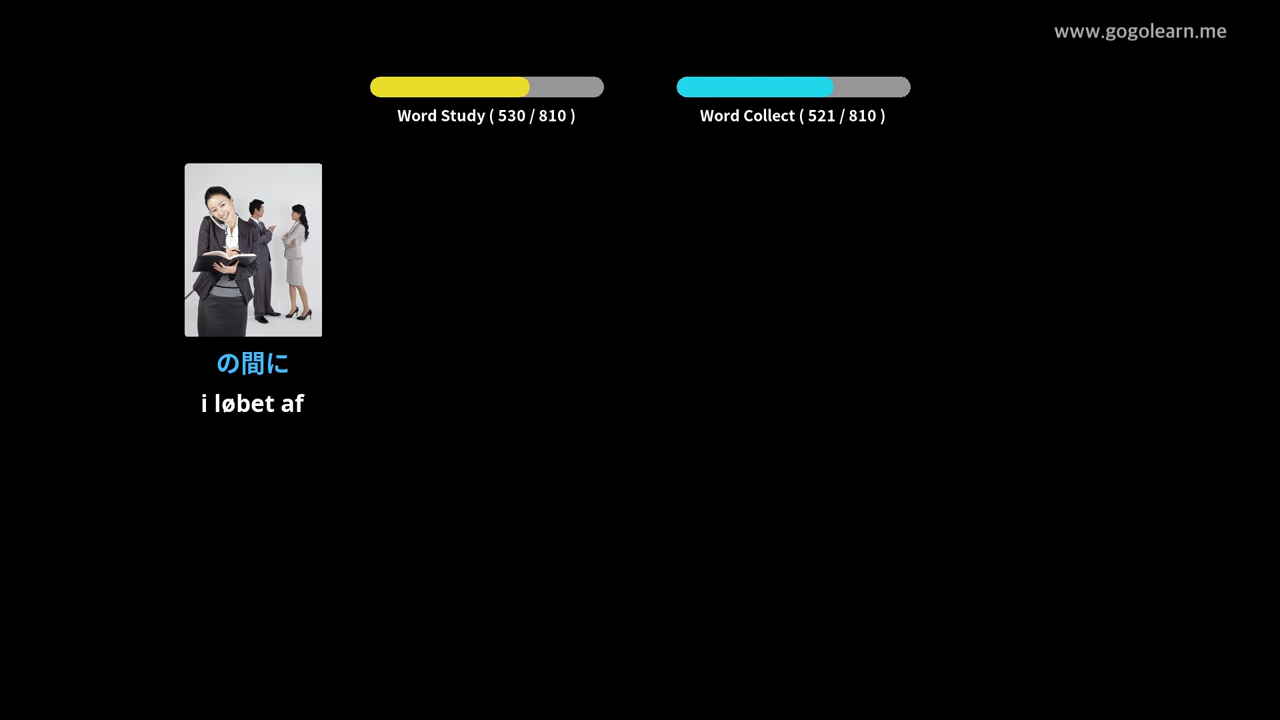 www.gogolearn.me
Word Study ( 530 / 810 )
Word Collect ( 521 / 810 )
の間に
i løbet af